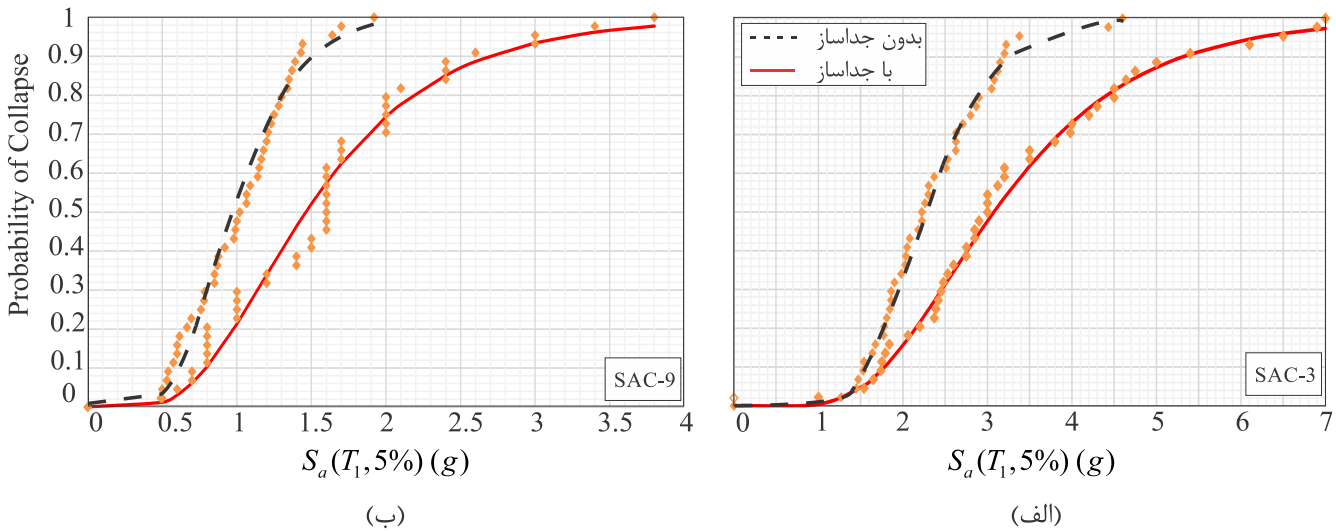 Probability of Collapse
1
0.9
0.8
0.7
0.6
0.5
0.4
0.3
0.2
0.1
0
SAC-9
0 0.5 1 1.5 2 2.5 3 3.5 4
S_a(T_1,5%) (g)
(ب)
بدون جداساز
با جداساز
SAC-3
1 2 3 4 5 6 7
S_a(T_1,5%) (g)
(الف)